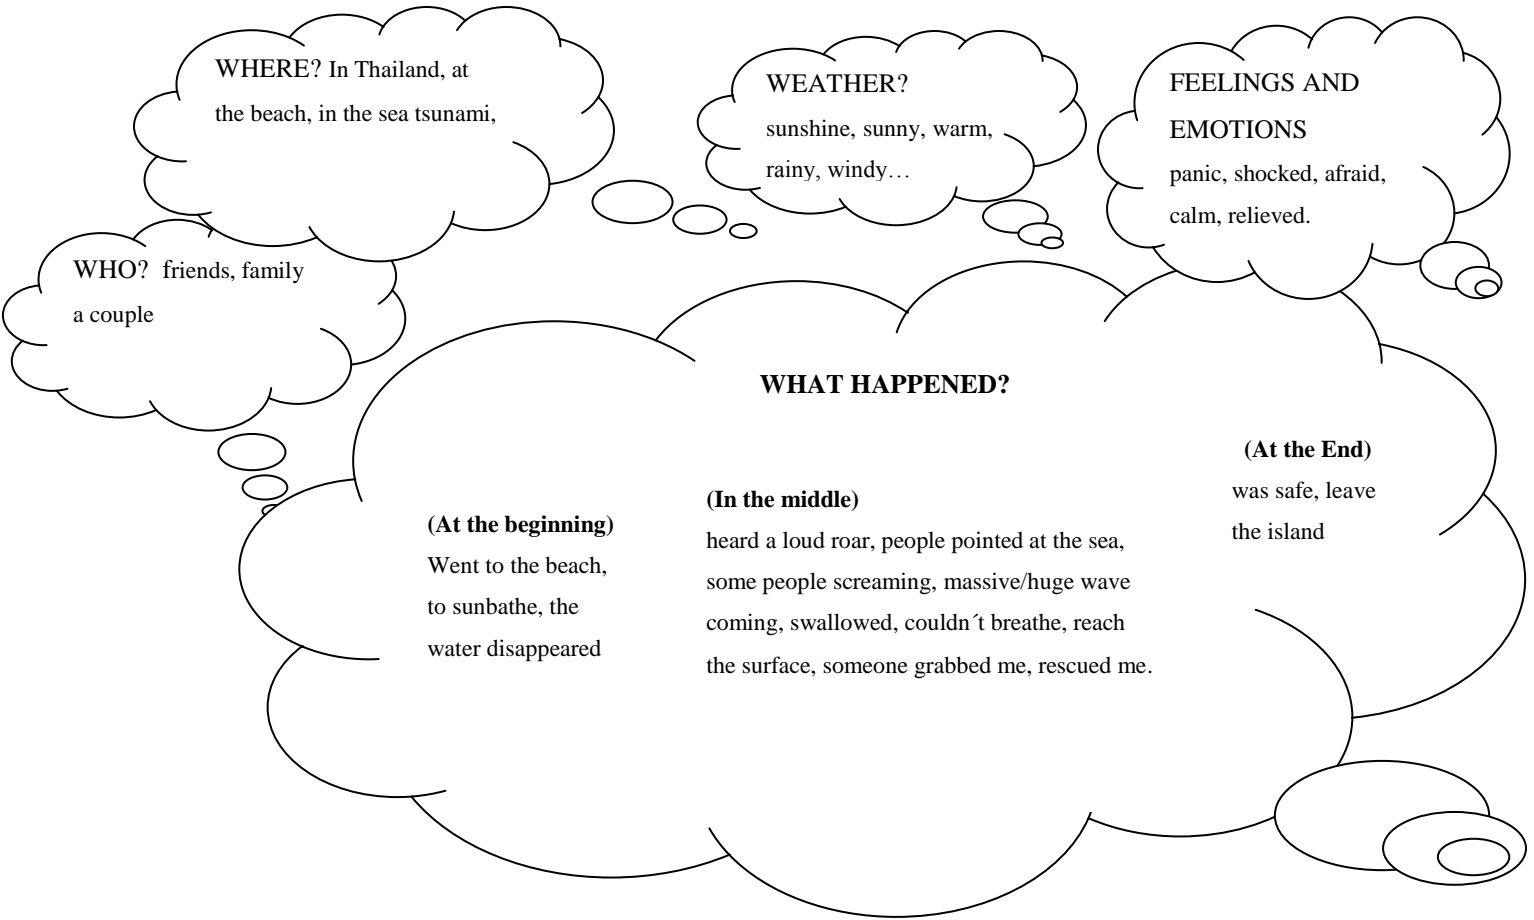 WHERE? In Thailand, at
the beach, in the sea tsunami,
WEATHER?
sunshine, sunny, warm,
rainy, windy…
FEELINGS AND
EMOTIONS
panic, shocked, afraid,
calm, relieved.
WHO? friends, family
a couple
WHAT HAPPENED?
(At the beginning)
Went to the beach,
to sunbathe, the
water disappeared
(In the middle)
heard a loud roar, people pointed at the sea,
some people screaming, massive/huge wave
coming, swallowed, couldn´t breathe, reach
the surface, someone grabbed me, rescued me.
(At the End)
was safe, leave
the island